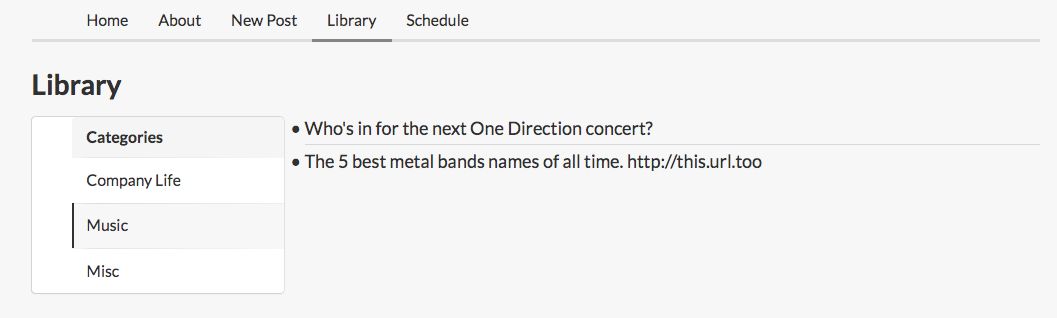 Home About New Post Library Schedule
Library
Categories
Company Life
Music
Misc
• Who's in for the next One Direction concert?
• The 5 best metal bands names of all time. http://this.url.too